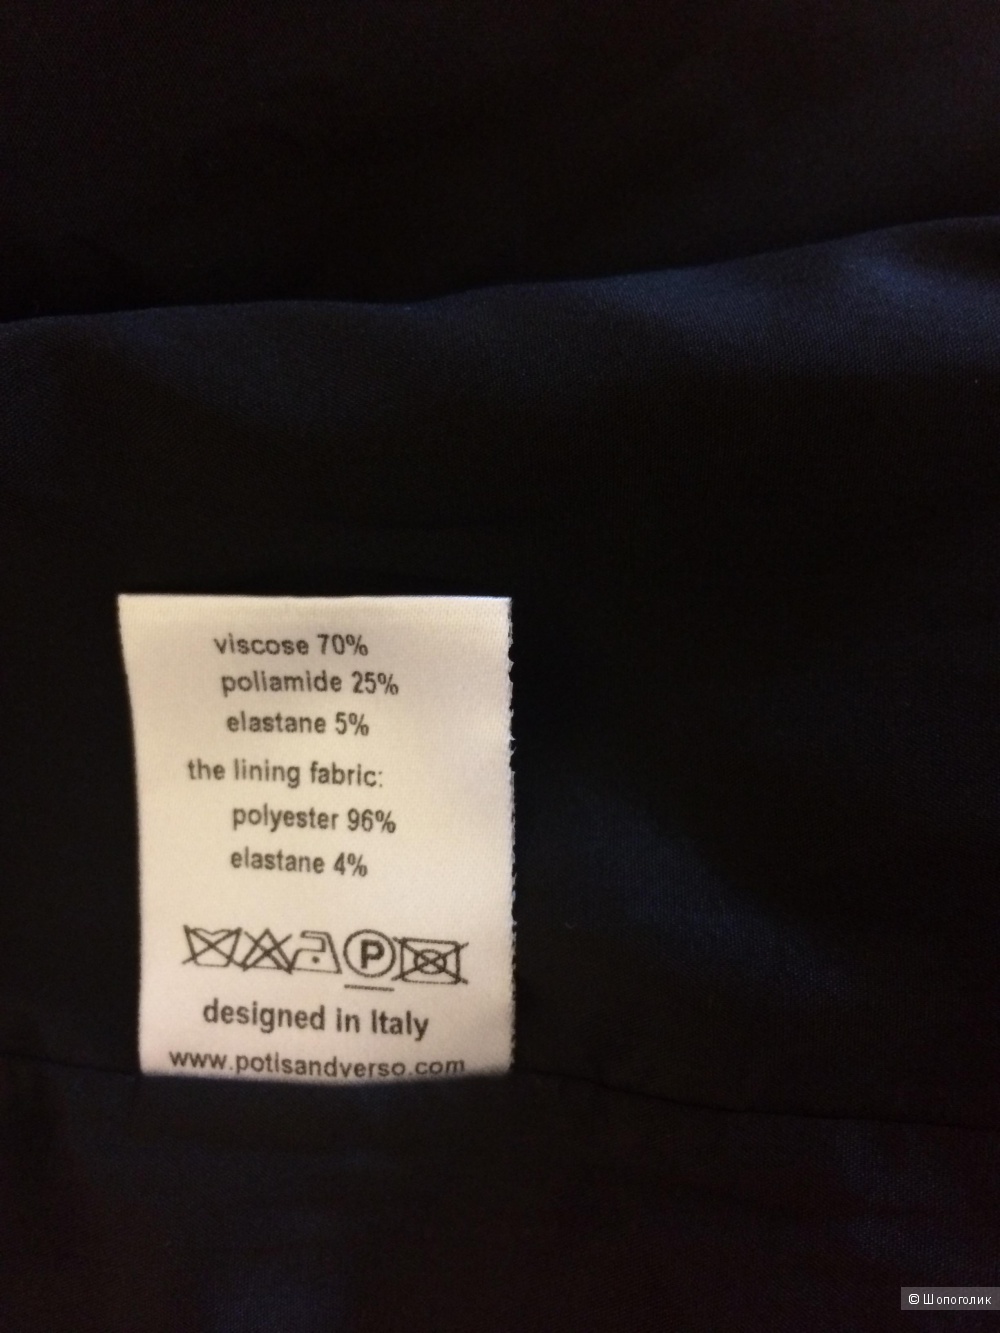 viscose 70%
poliamide 25%
elastane 5%
the lining fabric:
polyester 96%
elastane 4%
P
designed in Italy
www.potisandverso.com
© Шопоголик